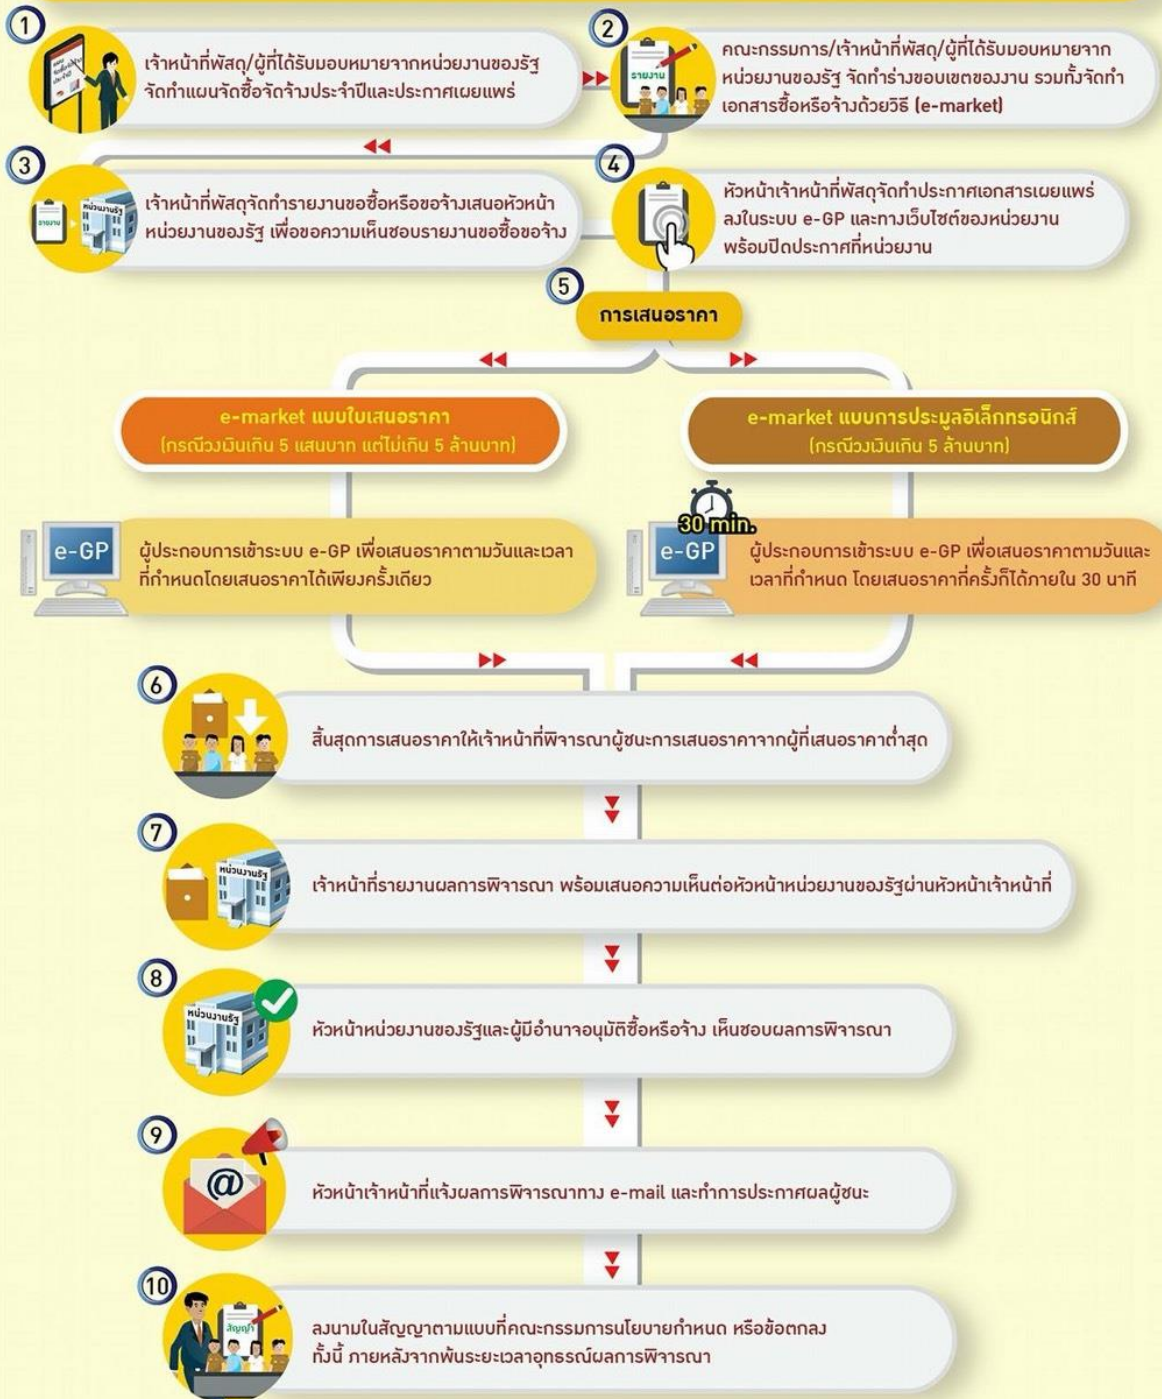 1
แผน
จัดซื้อจัดจ้าง
ประจำปี
เจ้าหน้าที่พัสดุ/ผู้ที่ได้รับมอบหมายจากหน่วยงานของรัฐ
จัดทำแผนจัดซื้อจัดจ้างประจำปีและประกาศเผยแพร่
2
รายงาน
คณะกรรมการ/เจ้าหน้าที่พัสดุ/ผู้ที่ได้รับมอบหมายจาก
หน่วยงานของรัฐ จัดทำร่างขอบเขตของงาน รวมทั้งจัดทำ
เอกสารซื้อหรือจ้างด้วยวิธี (e-market)
3
รายงาน
หน่วยงานรัฐ
เจ้าหน้าที่พัสดุจัดทำรายงานขอซื้อหรือขอจ้างเสนอหัวหน้า
หน่วยงานของรัฐ เพื่อขอความเห็นชอบรายงานขอซื้อขอจ้าง
4
หัวหน้าเจ้าหน้าที่พัสดุจัดทำประกาศเอกสารเผยแพร่
ลงในระบบ e-GP และทางเว็บไซต์ของหน่วยงาน
พร้อมปิดประกาศที่หน่วยงาน
5
การเสนอราคา
e-market แบบใบเสนอราคา
(กรณีวงเงินเกิน 5 แสนบาท แต่ไม่เกิน 5 ล้านบาท)
e-GP
ผู้ประกอบการเข้าระบบ e-GP เพื่อเสนอราคาตามวันและเวลา
ที่กำหนดโดยเสนอราคาได้เพียงครั้งเดียว
e-market แบบการประมูลอิเล็กทรอนิกส์
(กรณีวงเงินเกิน 5 ล้านบาท)
30 min.
e-GP
ผู้ประกอบการเข้าระบบ e-GP เพื่อเสนอราคาตามวันและ
เวลาที่กำหนด โดยเสนอราคากี่ครั้งก็ได้ภายใน 30 นาที
6
สิ้นสุดการเสนอราคาให้เจ้าหน้าที่พิจารณาผู้ชนะการเสนอราคาจากผู้ที่เสนอราคาต่ำสุด
7
หน่วนงานรัฐ
เจ้าหน้าที่รายงานผลการพิจารณา พร้อมเสนอความเห็นต่อหัวหน้าหน่วยงานของรัฐผ่านหัวหน้าเจ้าหน้าที่
8
หน่วนงานรัฐ
หัวหน้าหน่วยงานของรัฐและผู้มีอำนาจอนุมัติซื้อหรือจ้าง เห็นชอบผลการพิจารณา
9
@
หัวหน้าเจ้าหน้าที่แจ้งผลการพิจารณาทาง e-mail และทำการประกาศผลผู้ชนะ
10
สัญญา
ลงนามในสัญญาตามแบบที่คณะกรรมการนโยบายกำหนด หรือข้อตกลง
ทั้งนี้ ภายหลังจากพ้นระยะเวลาอุทธรณ์ผลการพิจารณา